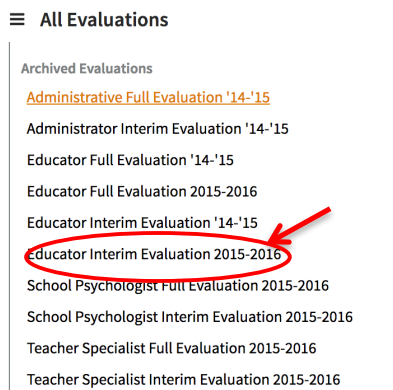 All Evaluations
Archived Evaluations
Administrative Full Evaluation '14-'15
Administrator Interim Evaluation '14-'15
Educator Full Evaluation '14-'15
Educator Full Evaluation 2015-2016
Educator Interim Evaluation '14-'15
Educator Interim Evaluation 2015-2016
School Psychologist Full Evaluation 2015-2016
School Psychologist Interim Evaluation 2015-2016
Teacher Specialist Full Evaluation 2015-2016
Teacher Specialist Interim Evaluation 2015-2016